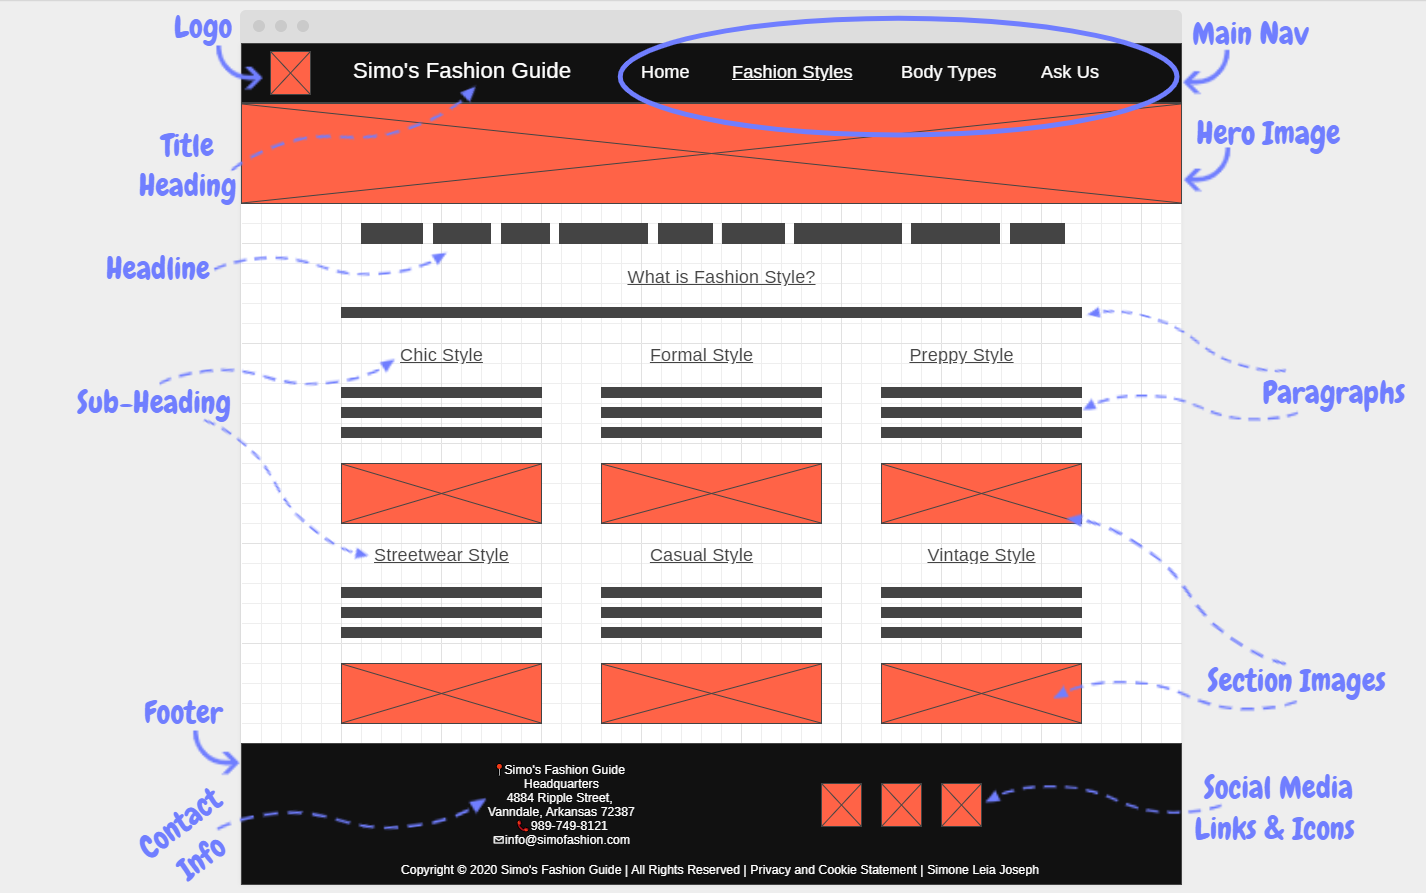 Logo
Main Nav
Simo's Fashion Guide
Home
Fashion Styles
Body Types
Ask Us
Title
Heading
Hero Image
Headline
What is Fashion Style?
Chic Style
Formal Style
Preppy Style
Sub-Heading
Paragraphs
Streetwear Style
Casual Style
Vintage Style
Section Images
Footer
Simo's Fashion Guide
Headquarters
4884 Ripple Street,
Vanndale, Arkansas 72387
989-749-8121
info@simofashion.com
Contact
Info
Social Media
Links & Icons
Copyright © 2020 Simo's Fashion Guide | All Rights Reserved | Privacy and Cookie Statement | Simone Leia Joseph